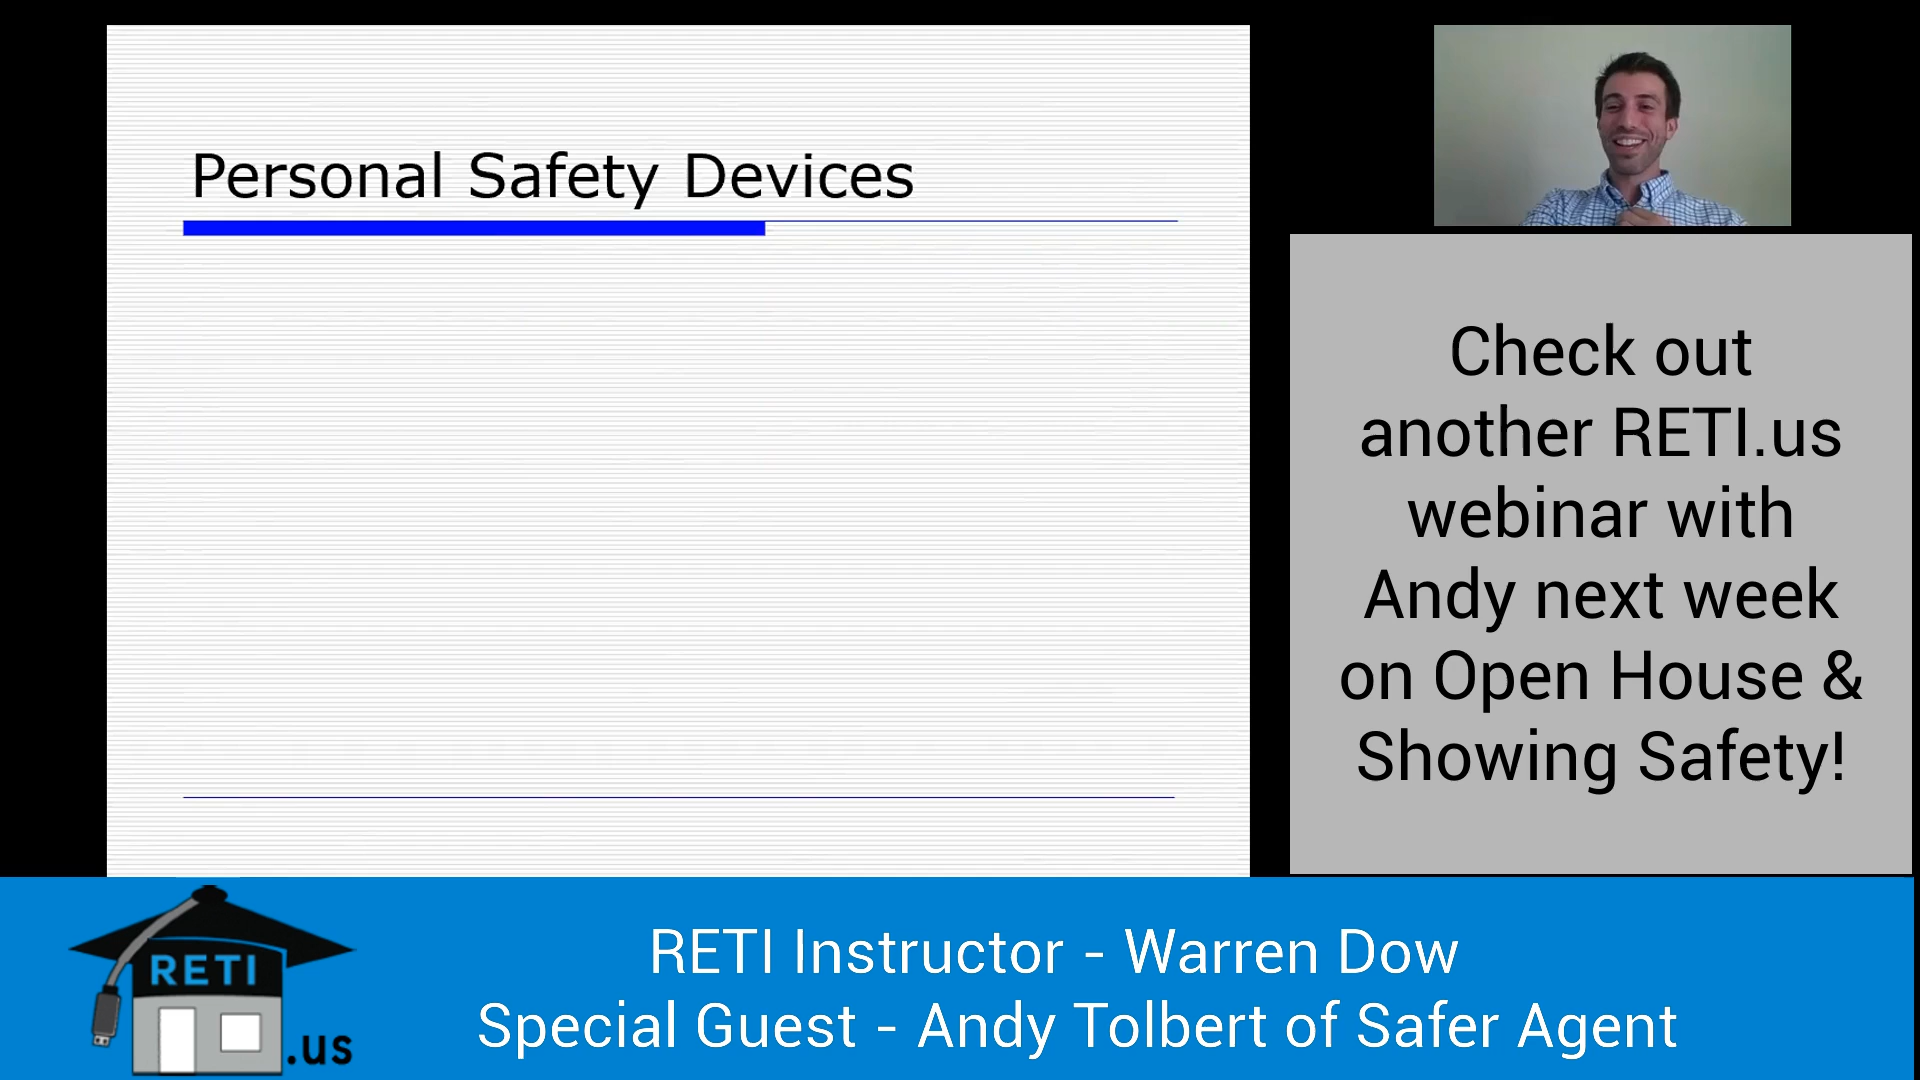 Personal Safety Devices
Check out
another RETI.us
webinar with
Andy next week
on Open House &
Showing Safety!
RETI
.us
RETI Instructor - Warren Dow
Special Guest - Andy Tolbert of Safer Agent